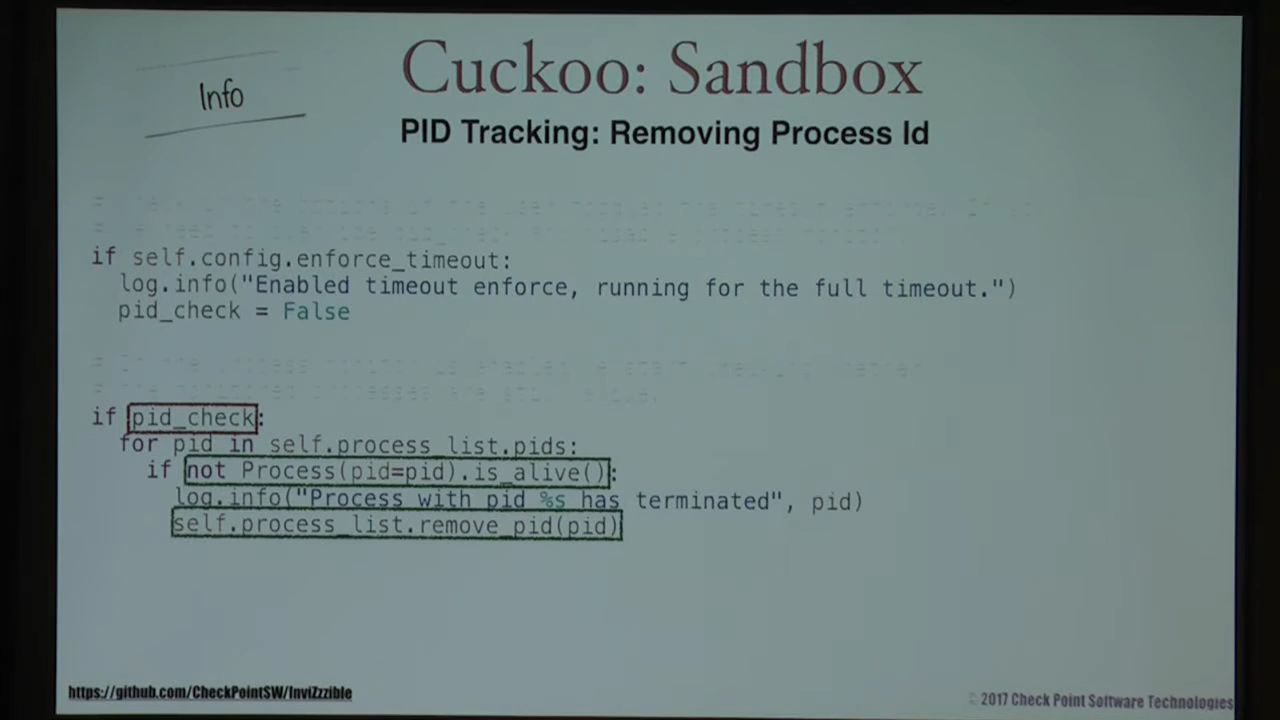 Info
Cuckoo: Sandbox
PID Tracking: Removing Process Id
if self.config.enforce_timeout:
log.info("Enabled timeout enforce, running for the full timeout.")
pid_check = False
if pid_check:
for pid in self.process_list.pids:
if not Process(pid=pid).is_alive():
log.info("Process with pid %s has terminated", pid)
self.process_list.remove_pid(pid)
https://github.com/CheckPointSW/InviZzzible
© 2017 Check Point Software Technologies